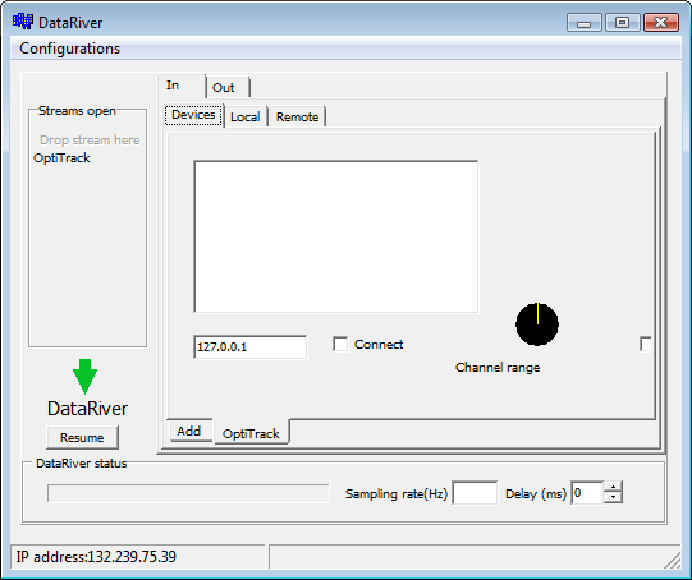 DataRiver
Configurations
In
Out
Streams open
Devices
Local
Remote
Drop stream here
OptiTrack
127.0.0.1
Connect
Channel range
DataRiver
Resume
Add
OptiTrack
DataRiver status
Sampling rate(Hz)
Delay (ms)
0
IP address:132.239.75.39